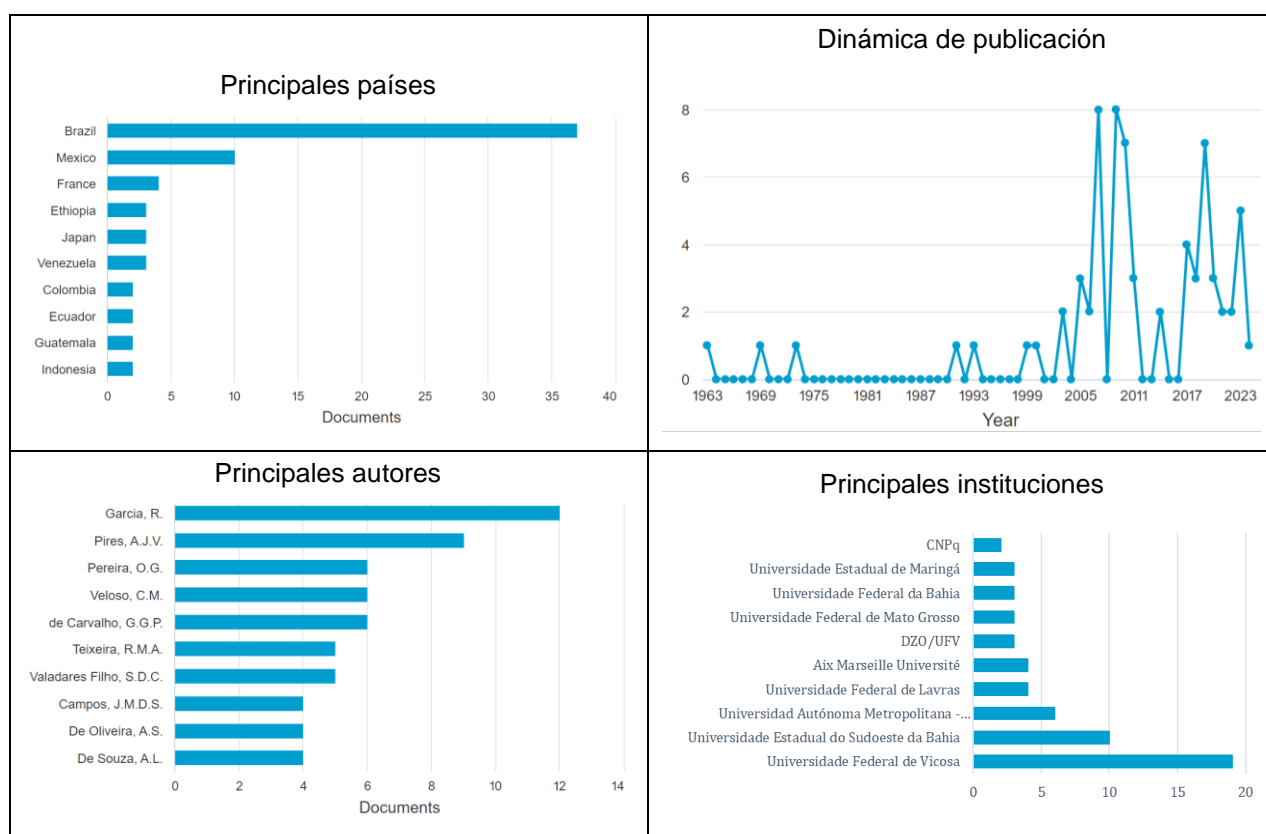 Principales países
Brazil
Mexico
France
Ethiopia
Japan
Venezuela
Colombia
Ecuador
Guatemala
Indonesia
0 5 10 15 20 25 30 35 40
Documents
Dinámica de publicación
8
6
4
2
0
1963 1969 1975 1981 1987 1993 1999 2005 2011 2017 2023
Year
Principales autores
Garcia, R.
Pires, A.J.V.
Pereira, O.G.
Veloso, C.M.
de Carvalho, G.G.P.
Teixeira, R.M.A.
Valadares Filho, S.D.C.
Campos, J.M.D.S.
De Oliveira, A.S.
De Souza, A.L.
0 2 4 6 8 10 12 14
Documents
Principales instituciones
CNPq
Universidade Estadual de Maringá
Universidade Federal da Bahia
Universidade Federal de Mato Grosso
DZO/UFV
Aix Marseille Université
Universidade Federal de Lavras
Universidad Autónoma Metropolitana -...
Universidade Estadual do Sudoeste da Bahia
Universidade Federal de Vicosa
0 5 10 15 20